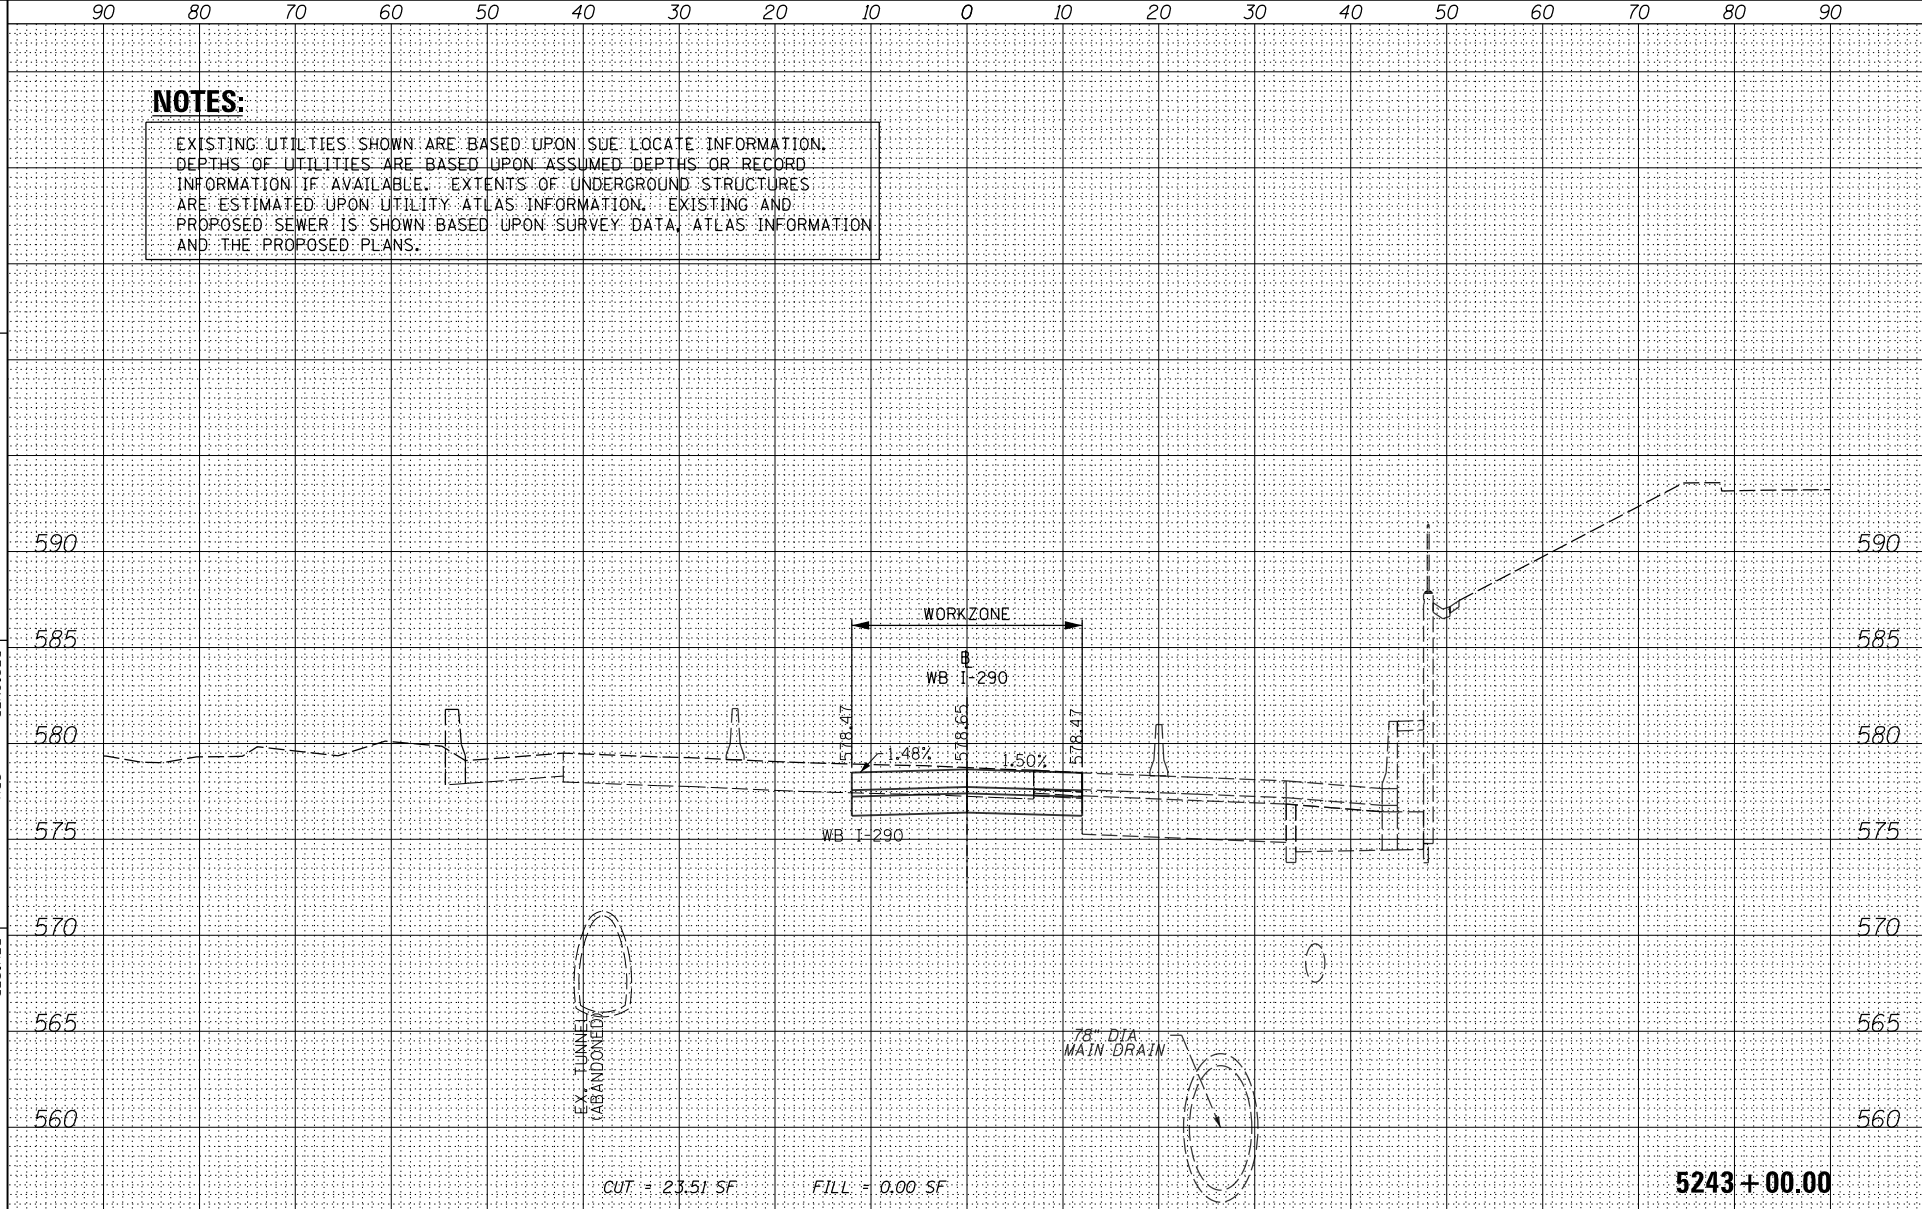 90 80 70 60 50 40 30 20 10 0 10 20 30 40 50 60 70 80 90
NOTES:
EXISTING UTILTIES SHOWN ARE BASED UPON SUE LOCATE INFORMATION.
DEPTHS OF UTILITIES ARE BASED UPON ASSUMED DEPTHS OR RECORD
INFORMATION IF AVAILABLE. EXTENTS OF UNDERGROUND STRUCTURES
ARE ESTIMATED UPON UTILITY ATLAS INFORMATION. EXISTING AND
PROPOSED SEWER IS SHOWN BASED UPON SURVEY DATA, ATLAS INFORMATION
AND THE PROPOSED PLANS.
590 590
WORKZONE
585 585
BL
WB I-290
578.47 578.65 578.47
580 580
1.48% 1.50%
575 WB I-290 575
570 570
565 565
EX. TUNNEL
(ABANDONED)
78" DIA
MAIN DRAIN
560 560
CUT = 23.51 SF FILL = 0.00 SF
5243+00.00